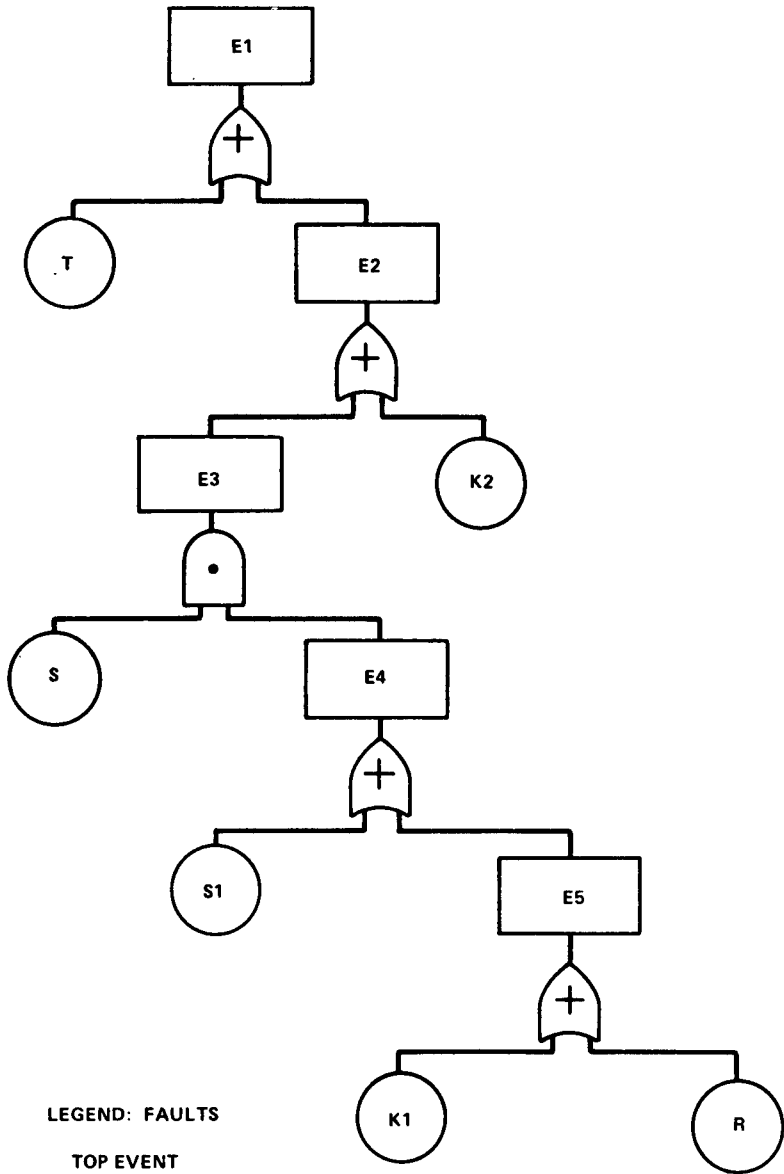 E1
+
T
E2
+
E3
K2
•
S
E4
+
S1
E5
+
K1
R
LEGEND: FAULTS
TOP EVENT